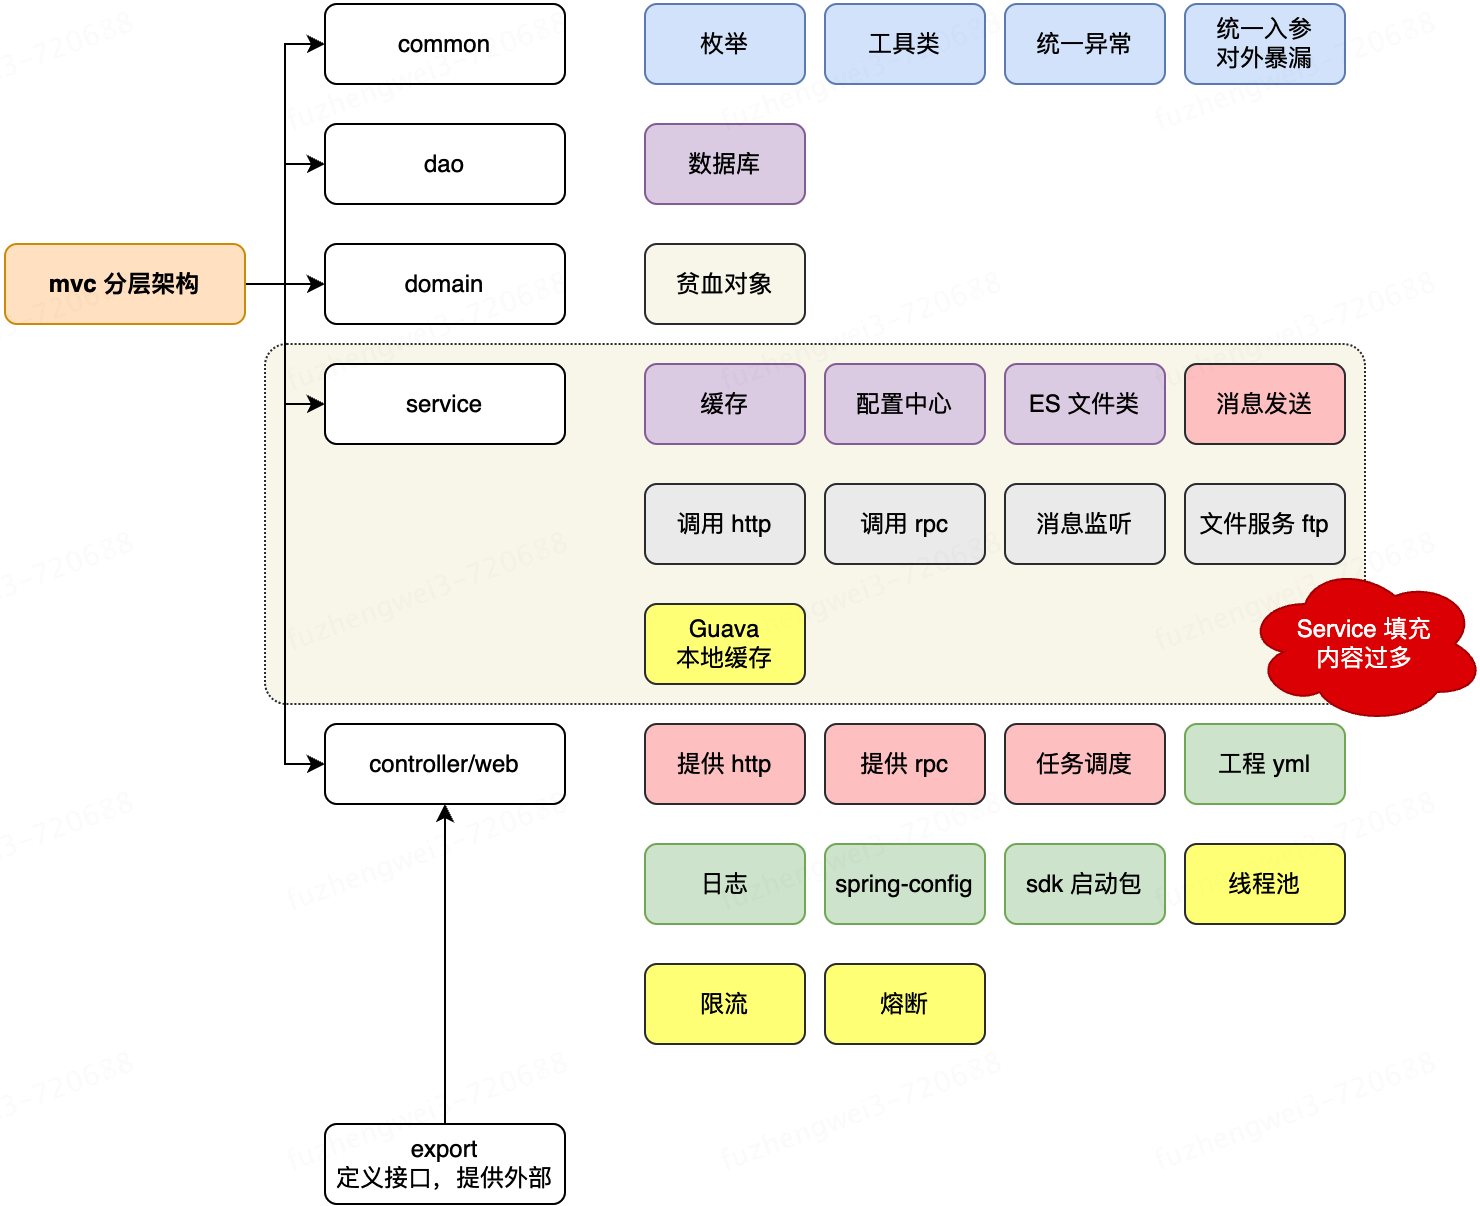 common
枚举
工具类
统一异常
统一入参
对外暴漏
dao
数据库
mvc 分层架构
domain
贫血对象
service
缓存
配置中心
ES 文件类
消息发送
调用 http
调用 rpc
消息监听
文件服务 ftp
Guava
本地缓存
Service 填充
内容过多
controller/web
提供 http
提供 rpc
任务调度
工程 yml
日志
spring-config
sdk 启动包
线程池
限流
熔断
export
定义接口，提供外部
fuzhengwei3-720688